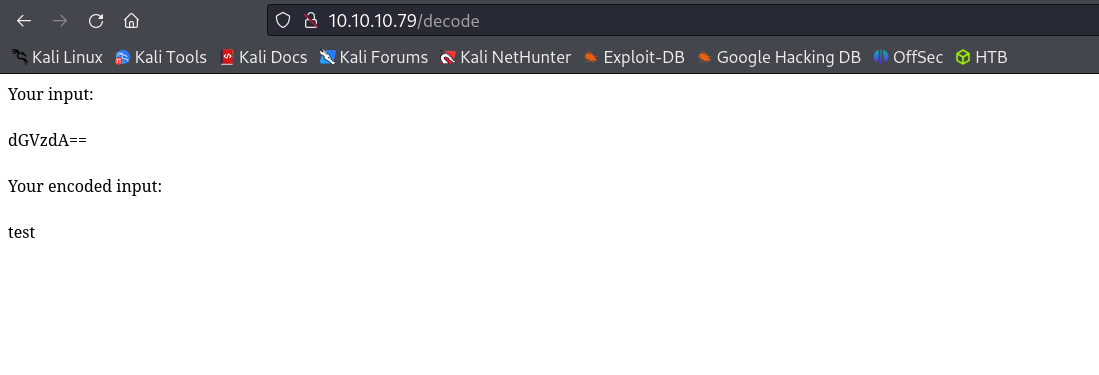 10.10.10.79/decode
Kali Linux Kali Tools Kali Docs Kali Forums Kali NetHunter Exploit-DB Google Hacking DB OffSec HTB
Your input:
dGVzdA==
Your encoded input:
test